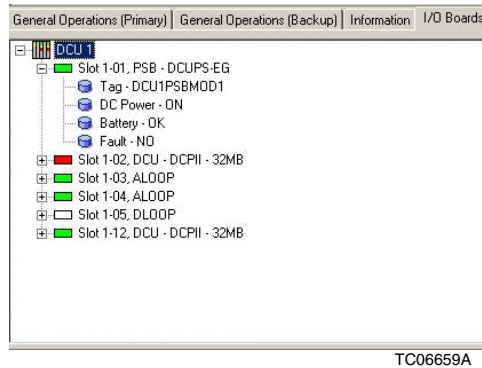 General Operations (Primary) General Operations (Backup) Information I/O Boards
DCU 1
Slot 1-01, PSB - DCUPS-EG
Tag - DCU1PSBMOD1
DC Power - ON
Battery - OK
Fault - NO
Slot 1-02, DCU - DCPII - 32MB
Slot 1-03, ALOOP
Slot 1-04, ALOOP
Slot 1-05, DLOOP
Slot 1-12, DCU - DCPII - 32MB
TC06659A